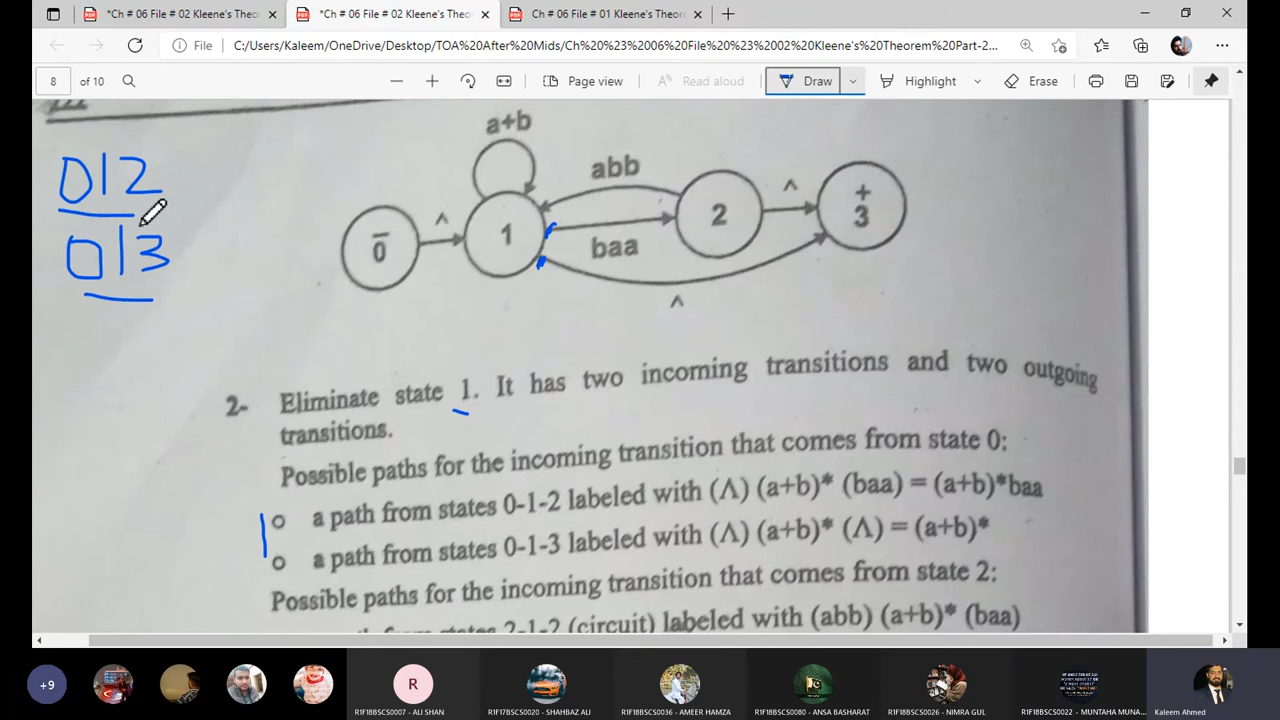 *Ch # 06 File # 02 Kleene's Theo
*Ch # 06 File # 02 Kleene's Theor
Ch # 06 File # 01 Kleene's Theor
File
C:/Users/Kaleem/OneDrive/Desktop/TOA%20After%20Mids/Ch%20%23%2006%20File%20%23%2002%20Kleene's%20Theorem%20Part-2...
8 of 10
Page view
Read aloud
Draw
Highlight
Erase
a+b
012
abb
^
+
3
^
2
1
-
0
013
baa
^
2- Eliminate state 1. It has two incoming transitions and two outgoing
transitions.
Possible paths for the incoming transition that comes from state 0:
o a path from states 0-1-2 labeled with (Λ) (a+b)* (baa) = (a+b)*baa
o a path from states 0-1-3 labeled with (Λ) (a+b)* (Λ) = (a+b)*
Possible paths for the incoming transition that comes from state 2:
from states 2-1-2 (circuit) labeled with (abb) (a+b)* (baa)
+9
R
R1F18BSCS0007 - ALI SHAN
R1F17BSCS0020 - SHAHBAZ ALI
R1F18BSCS0036 - AMEER HAMZA
R1F18BSCS0080 - ANSA BASHARAT
R1F18BSCS0026 - NIMRA GUL
R1F18BSCS0022 - MUNTAHA MUNA...
Kaleem Ahmed